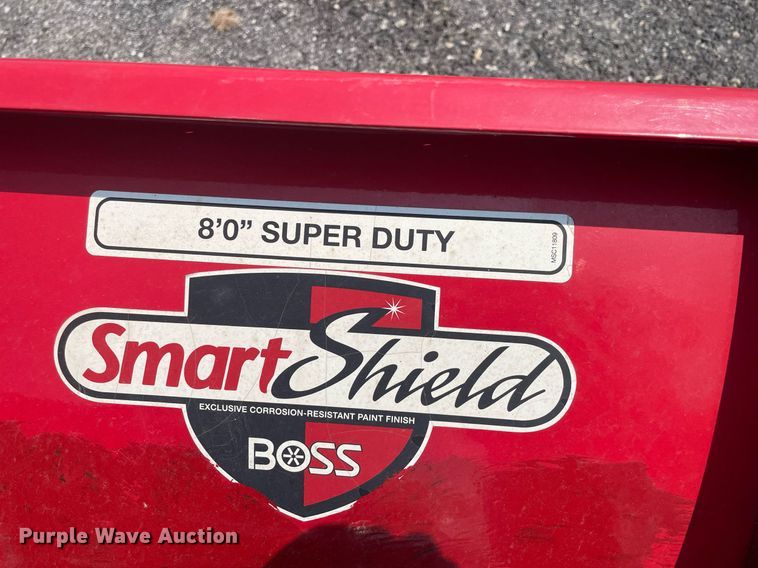 8'0" SUPER DUTY
MSC11809
SmartShield
EXCLUSIVE CORROSION-RESISTANT PAINT FINISH
BOSS
Purple Wave Auction